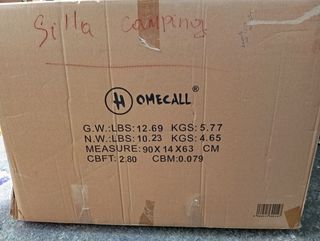 Silla camping
HOMECALL®
G.W.:LBS:12.69 KGS:5.77
N.W.:LBS:10.23 KGS:4.65
MEASURE:90X14X63 CM
CBFT:2.80 CBM:0.079